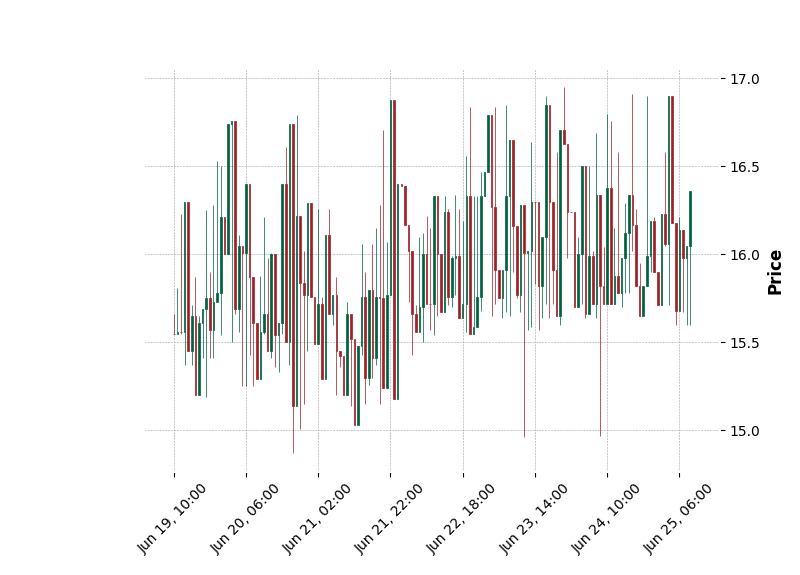 17.0
16.5
16.0
15.5
15.0
Price
Jun 19, 10:00
Jun 20, 06:00
Jun 21, 02:00
Jun 21, 22:00
Jun 22, 18:00
Jun 23, 14:00
Jun 24, 10:00
Jun 25, 06:00